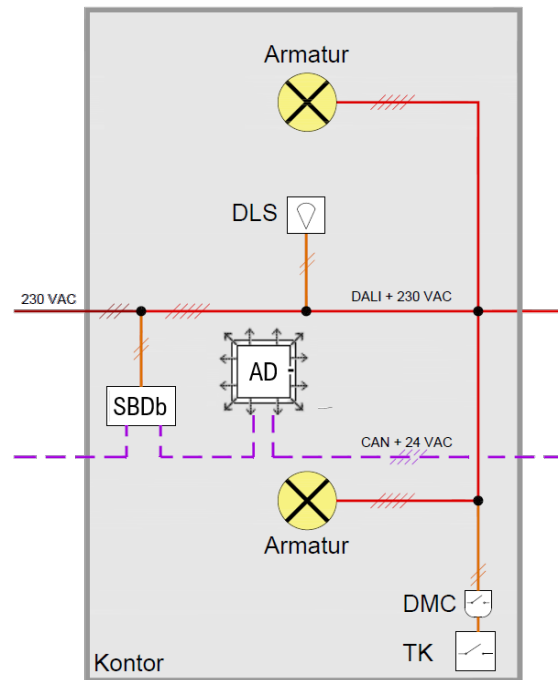 Armatur
DLS
230 VAC
DALI + 230 VAC
AD
SBDb
CAN + 24 VAC
Armatur
DMC
TK
Kontor